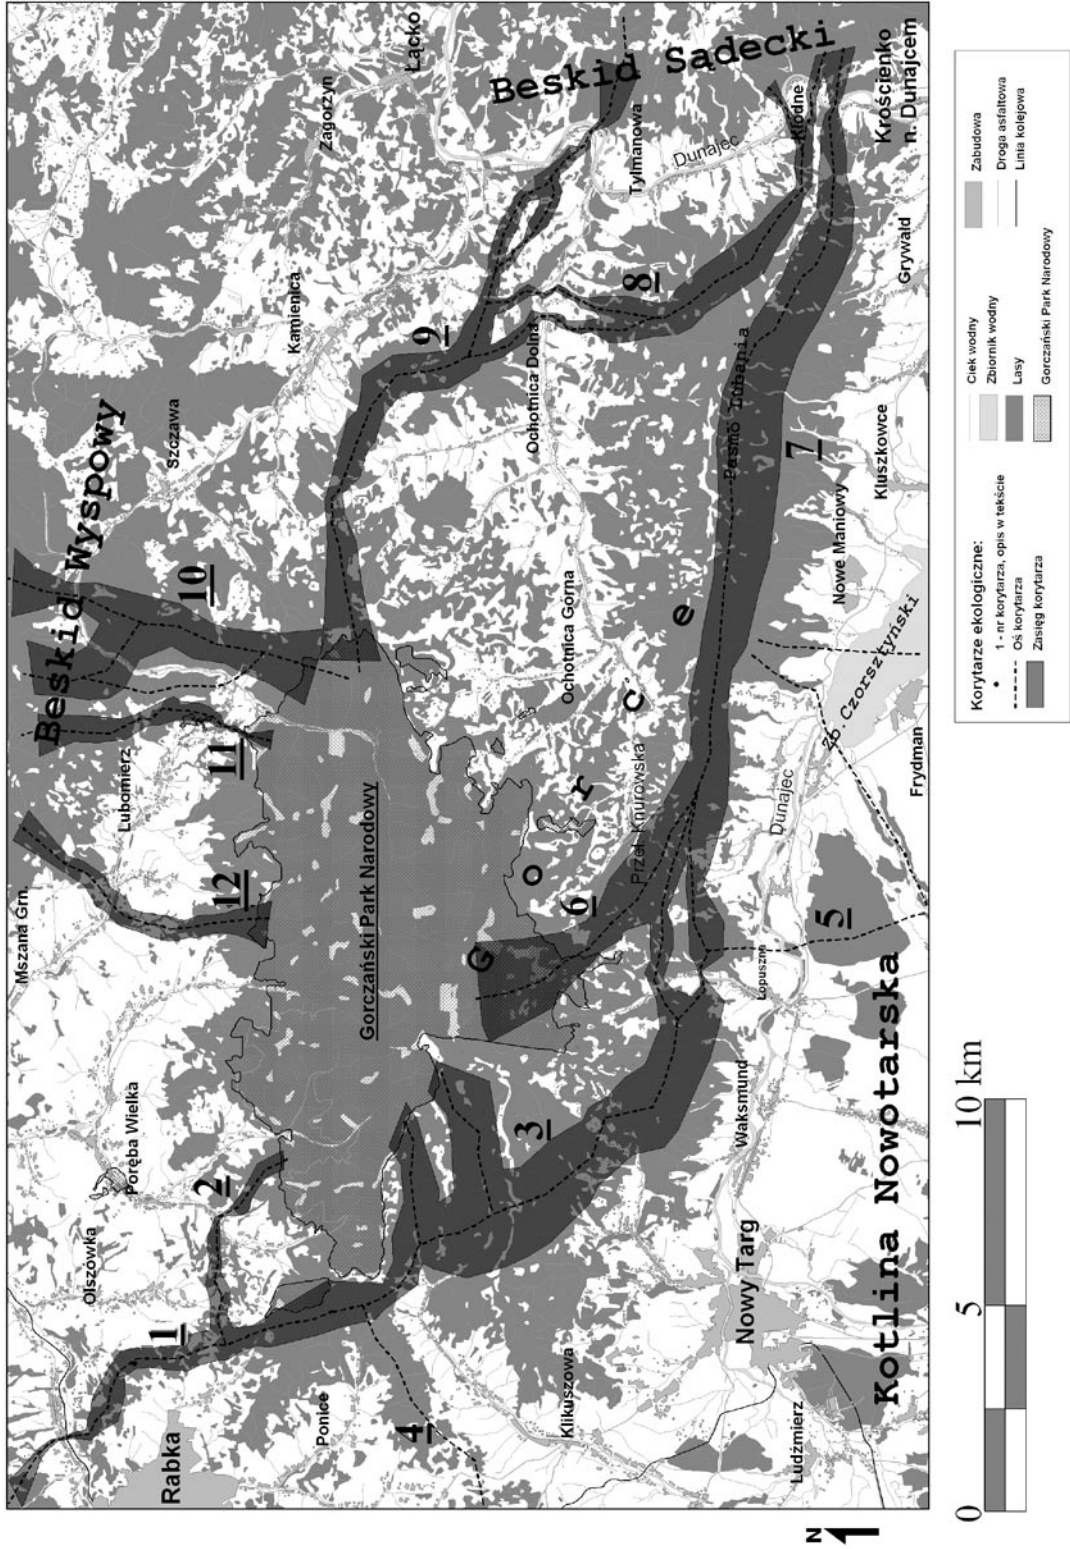 Mszana Grn.
Beskid Wyspowy
Olszówka
Poręba Wielka
Lubomierz
Szczawa
Zagorzyn
Łącko
Rabka
1
2
12
11
10
Kamienica
Ponice
4
Gorczański Park Narodowy
9
Beskid Sądecki
Klikuszowa
3
G o r c e
6
Ochotnica Górna
Ochotnica Dolna
8
Tylmanowa
Dunajec
Kłodne
Przeł. Knurowska
Pasmo Lubania
Nowy Targ
Waksmund
Łopuszna
Dunajec
7
Ludźmierz
5
Zb. Czorsztyński
Nowe Maniowy
Kluszkowce
Grywałd
Krościenko
n. Dunajcem
Kotlina Nowotarska
Frydman
N
0
5
10 km
Korytarze ekologiczne:
1 - nr korytarza, opis w tekście
Oś korytarza
Zasięg korytarza
Ciek wodny
Zbiornik wodny
Lasy
Gorczański Park Narodowy
Zabudowa
Droga asfaltowa
Linia kolejowa